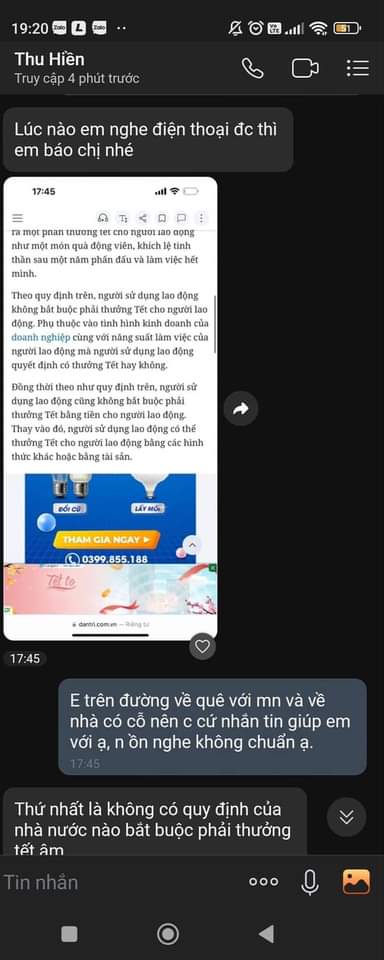 19:20 Zalo L Zalo ·· Vo LTE 51
Thu Hiền
Truy cập 4 phút trước
Lúc nào em nghe điện thoại đc thì
em báo chị nhé
17:45
ra một phần thưởng tết cho người lao động
như một món quà động viên, khích lệ tinh
thần sau một năm phấn đấu và làm việc hết
mình.
Theo quy định trên, người sử dụng lao động
không bắt buộc phải thưởng Tết cho người lao
động. Phụ thuộc vào tình hình kinh doanh của
doanh nghiệp cùng với năng suất làm việc của
người lao động mà người sử dụng lao động
quyết định có thưởng Tết hay không.
Đồng thời theo như quy định trên, người sử
dụng lao động cũng không bắt buộc phải
thưởng Tết bằng tiền cho người lao động.
Thay vào đó, người sử dụng lao động có thể
thưởng Tết cho người lao động bằng các hình
thức khác hoặc bằng tài sản.
ĐỔI CŨ LẤY MỚI
THAM GIA NGAY
0399.855.188
Tết to
dantri.com.vn — Riêng tư
17:45
E trên đường về quê với mn và về
nhà có cỗ nên c cứ nhắn tin giúp em
với ạ, n ồn nghe không chuẩn ạ.
17:45
Thứ nhất là không có quy định của
nhà nước nào bắt buộc phải thưởng
tết âm
Tin nhắn